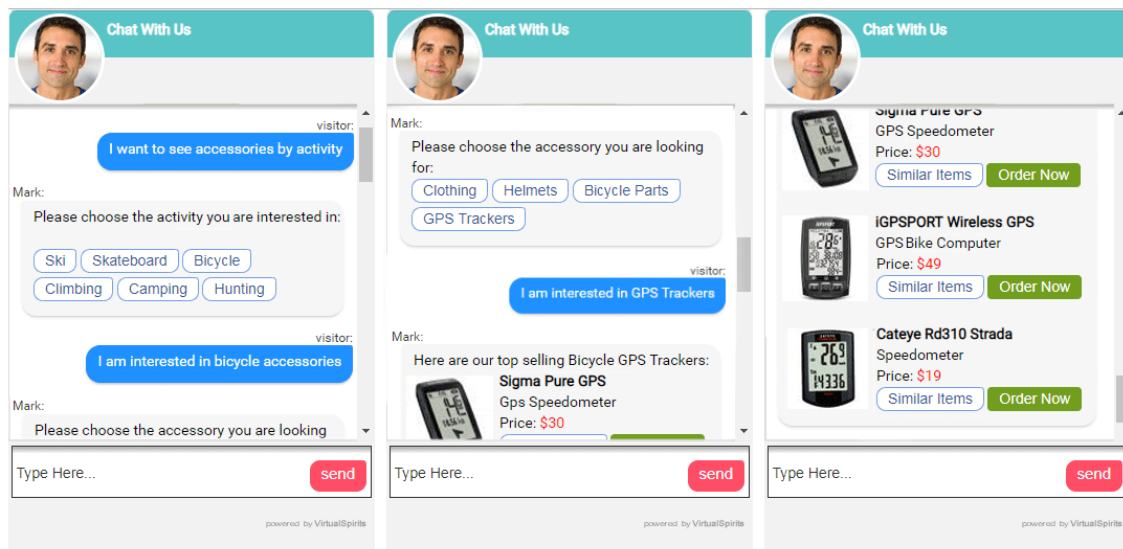 Chat With Us
visitor:
I want to see accessories by activity
Mark:
Please choose the activity you are interested in:
Ski Skateboard Bicycle
Climbing Camping Hunting
visitor:
I am interested in bicycle accessories
Mark:
Please choose the accessory you are looking
Type Here...
send
powered by VirtualSpirits
Chat With Us
Mark:
Please choose the accessory you are looking
for:
Clothing Helmets Bicycle Parts
GPS Trackers
visitor:
I am interested in GPS Trackers
Mark:
Here are our top selling Bicycle GPS Trackers:
Sigma Pure GPS
Gps Speedometer
Price: $30
Type Here...
send
powered by VirtualSpirits
Chat With Us
Sigma Pure GPS
GPS Speedometer
Price: $30
Similar Items Order Now
iGPSPORT Wireless GPS
GPS Bike Computer
Price: $49
Similar Items Order Now
Cateye Rd310 Strada
Speedometer
Price: $19
Similar Items Order Now
Type Here...
send
powered by VirtualSpirits